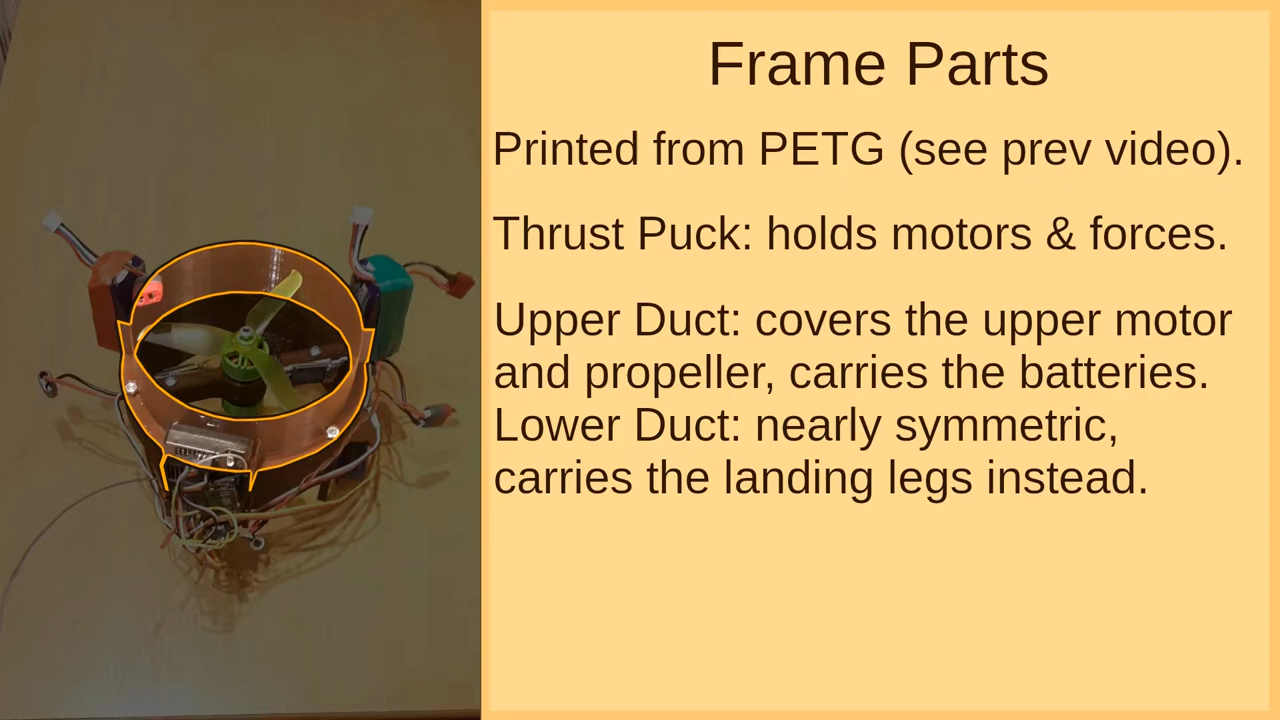 Frame Parts
Printed from PETG (see prev video).
Thrust Puck: holds motors & forces.
Upper Duct: covers the upper motor
and propeller, carries the batteries.
Lower Duct: nearly symmetric,
carries the landing legs instead.